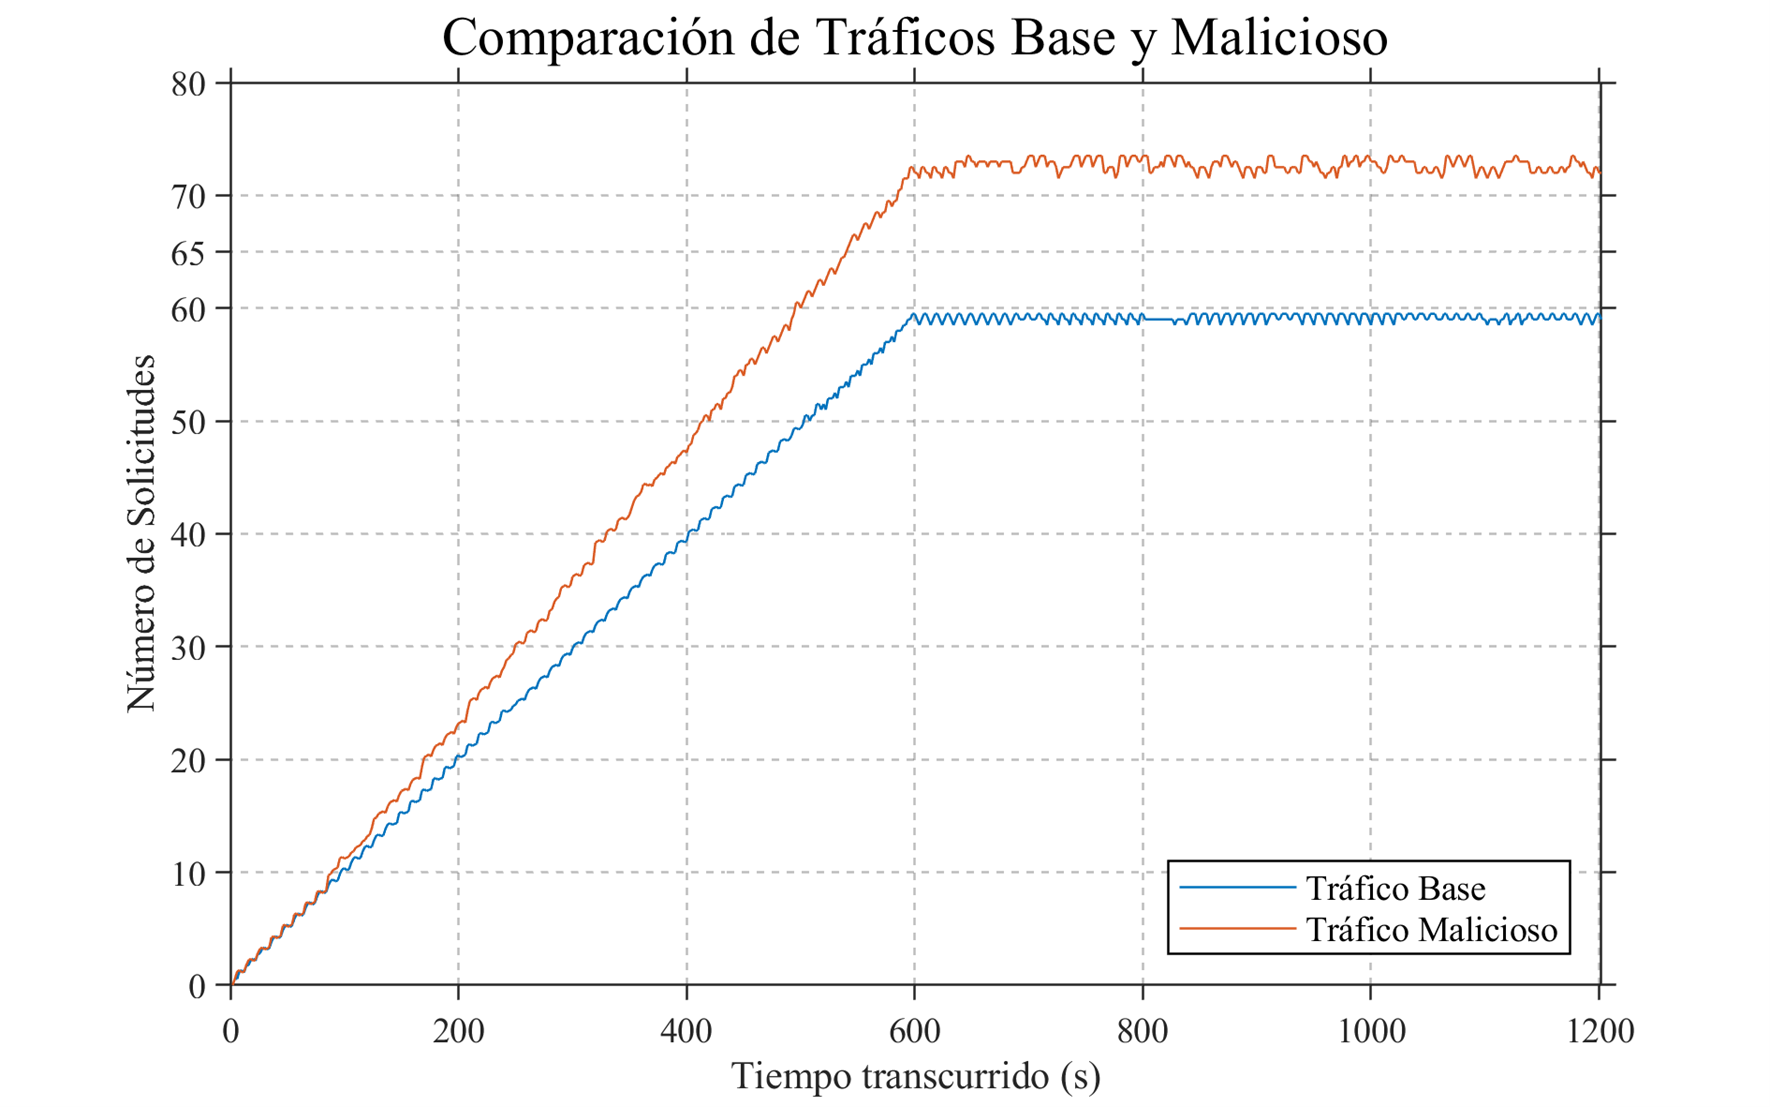 Comparación de Tráficos Base y Malicioso
80
70
65
60
50
40
30
20
10
0
Número de Solicitudes
0 200 400 600 800 1000 1200
Tiempo transcurrido (s)
Tráfico Base
Tráfico Malicioso